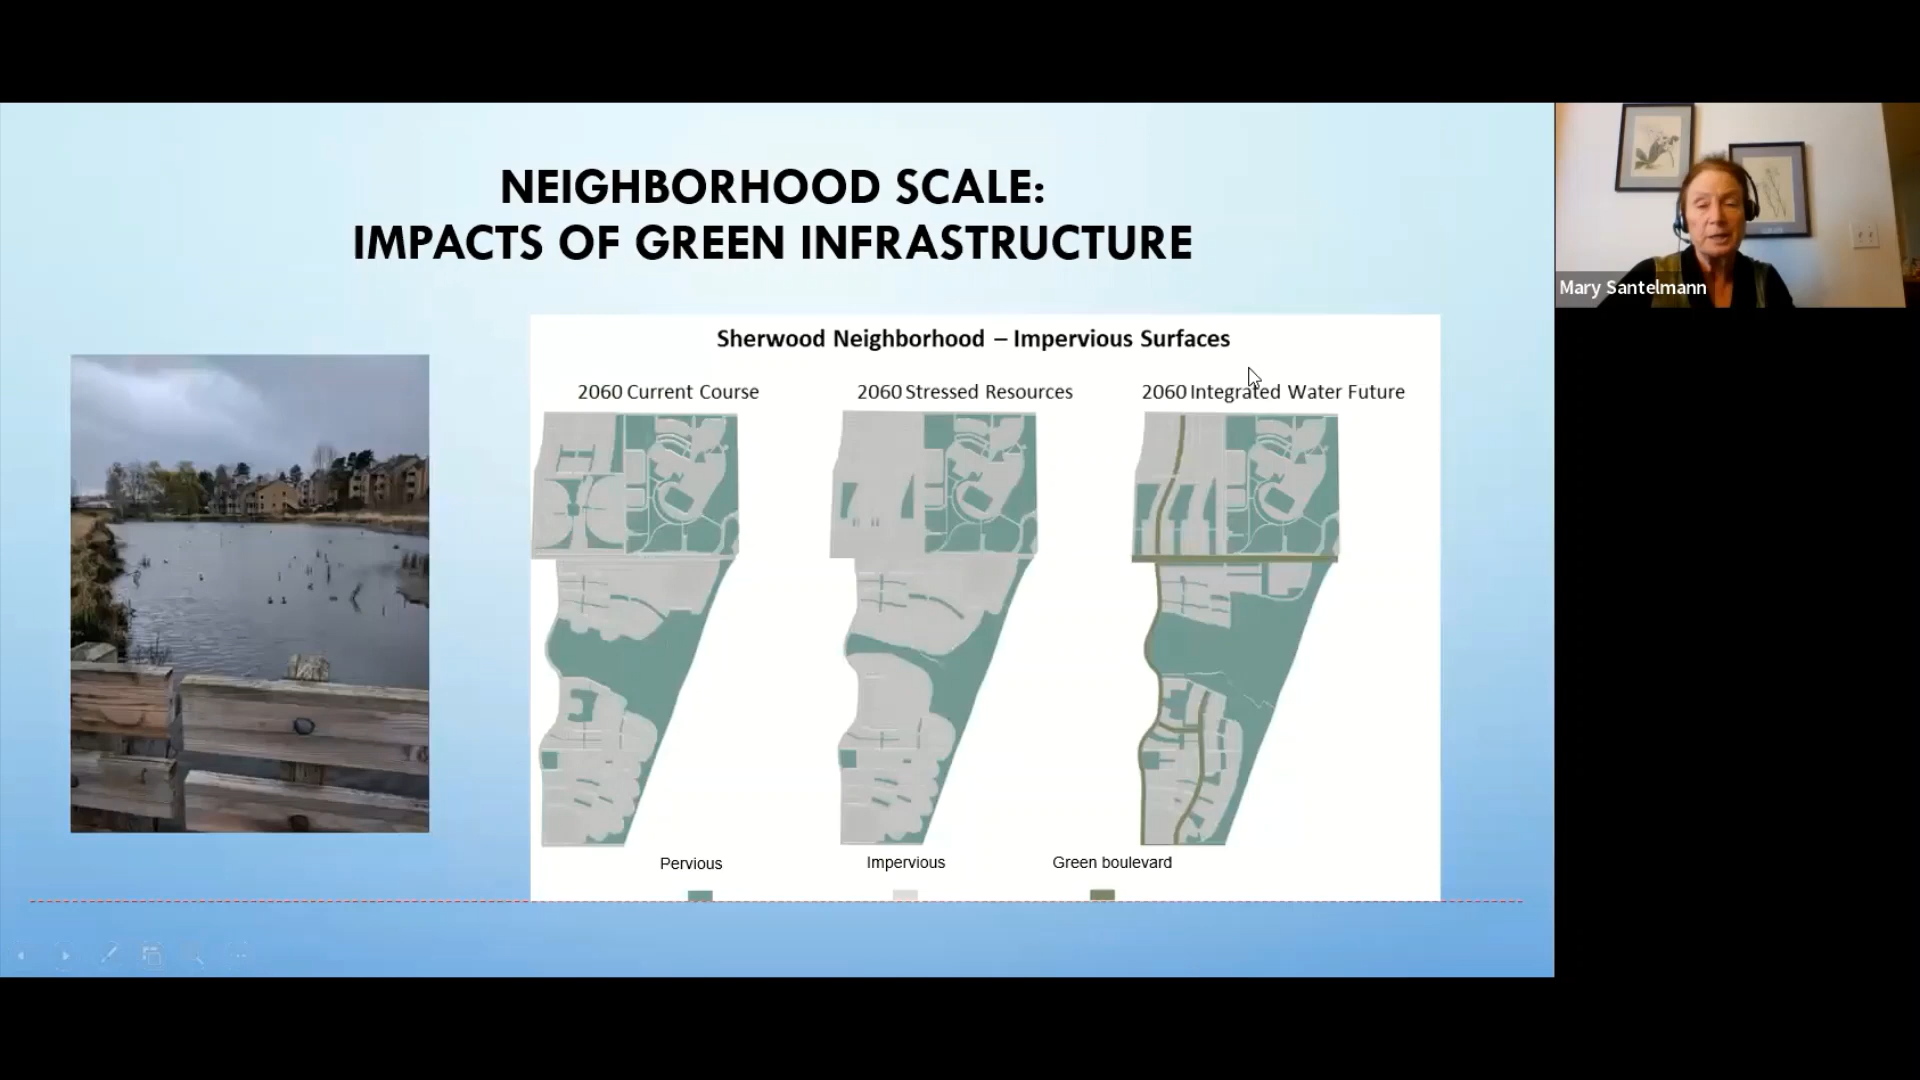 NEIGHBORHOOD SCALE:
IMPACTS OF GREEN INFRASTRUCTURE
Sherwood Neighborhood – Impervious Surfaces
2060 Current Course
2060 Stressed Resources
2060 Integrated Water Future
Pervious
Impervious
Green boulevard
Mary Santelmann